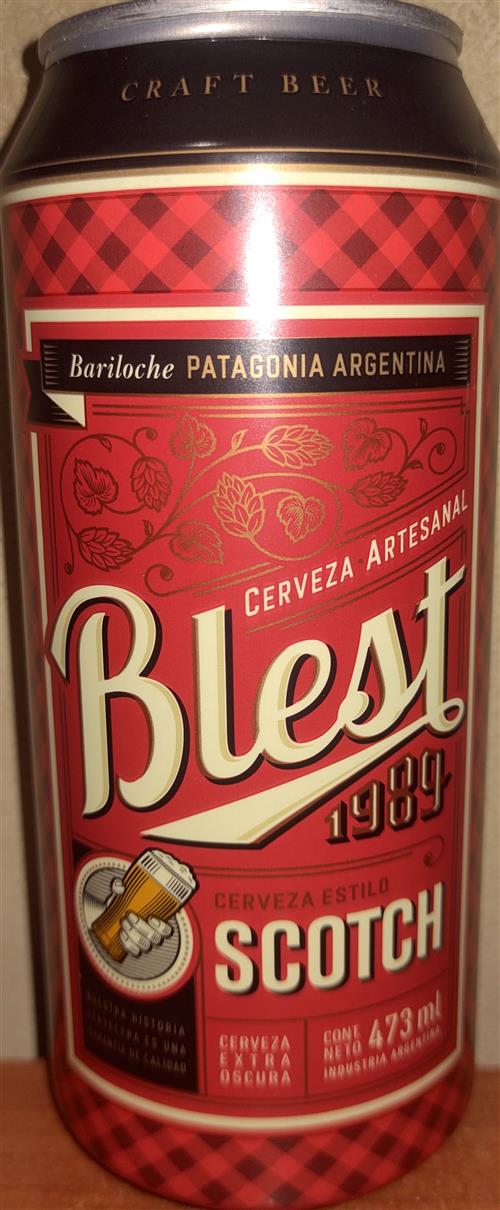 CRAFT BEER
Bariloche PATAGONIA ARGENTINA
CERVEZA · ARTESANAL
Blest
1989
CERVEZA ESTILO
SCOTCH
NUESTRA HISTORIA
CERVECERA ES UNA
GARANTÍA DE CALIDAD
CERVEZA
EXTRA
OSCURA
CONT.
NETO 473 ml
INDUSTRIA ARGENTINA